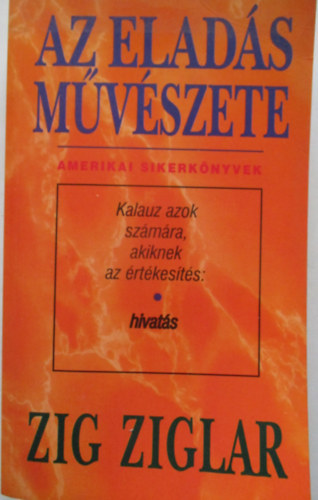 AZ ELADÁS
MŰVÉSZETE
AMERIKAI SIKERKÖNYVEK
Kalauz azok
számára,
akiknek
az értékesítés:
•
hivatás
ZIG ZIGLAR